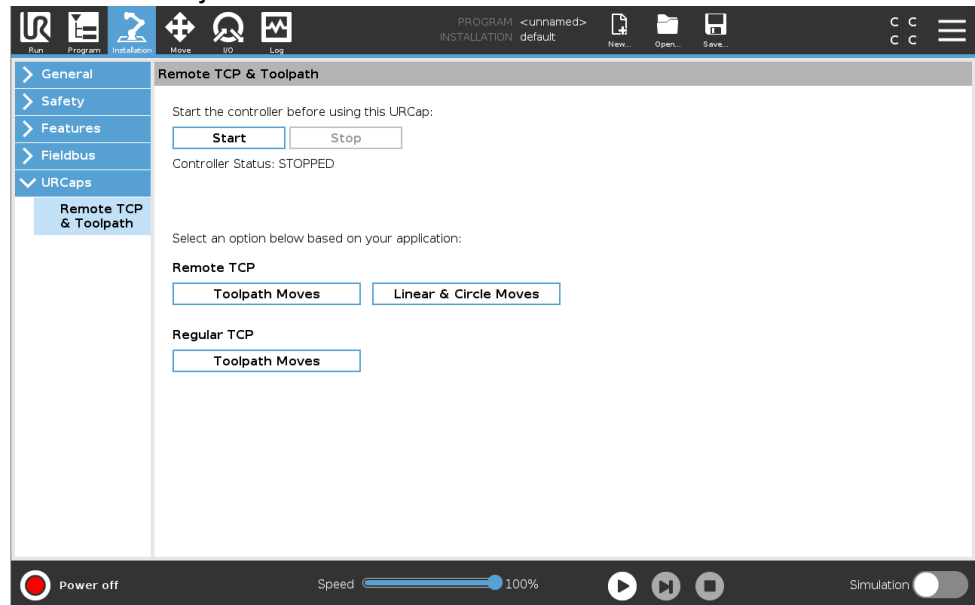 PROGRAM <unnamed>
INSTALLATION default
UR
Run Program Installation Move I/O Log New... Open... Save...
C C
C C
General
Safety
Features
Fieldbus
URCaps
Remote TCP
& Toolpath
Remote TCP & Toolpath
Start the controller before using this URCap:
Start Stop
Controller Status: STOPPED
Select an option below based on your application:
Remote TCP
Toolpath Moves Linear & Circle Moves
Regular TCP
Toolpath Moves
Power off Speed 100% Simulation